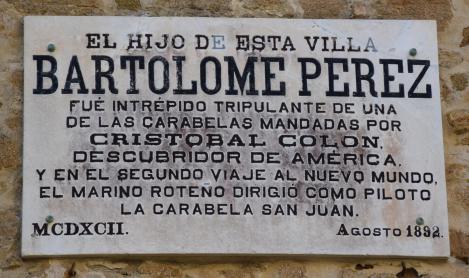 EL HIJO DE ESTA VILLA
BARTOLOME PEREZ
FUÉ INTRÉPIDO TRIPULANTE DE UNA
DE LAS CARABELAS MANDADAS POR
CRISTOBAL COLON,
DESCUBRIDOR DE AMÉRICA,
Y EN EL SEGUNDO VIAJE AL NUEVO MUNDO,
EL MARINO ROTENO DIRIGIÓ COMO PILOTO
LA CARABELA SAN JUAN.
MCDXCII. AGOSTO 1892.